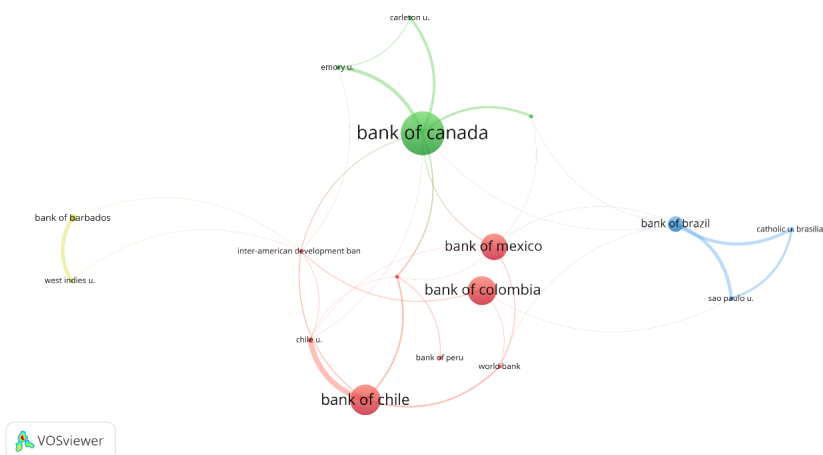 carleton u.
emory u.
bank of canada
bank of barbados
bank of brazil
catholic u. brasilia
bank of mexico
inter-american development ban
west indies u.
bank of colombia
sao paulo u.
chile u.
bank of peru
world bank
bank of chile
VOSviewer